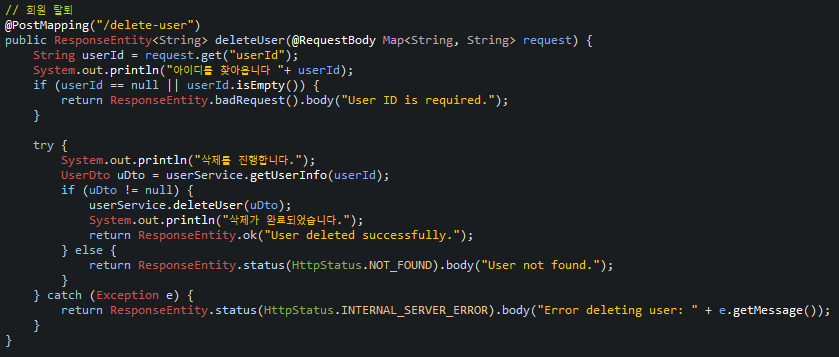 // 회원 탈퇴
@PostMapping("/delete-user")
public ResponseEntity<String> deleteUser(@RequestBody Map<String, String> request) {
    String userId = request.get("userId");
    System.out.println("아이디를 찾아옵니다 "+ userId);
    if (userId == null || userId.isEmpty()) {
        return ResponseEntity.badRequest().body("User ID is required.");
    }

    try {
        System.out.println("삭제를 진행합니다.");
        UserDto uDto = userService.getUserInfo(userId);
        if (uDto != null) {
            userService.deleteUser(uDto);
            System.out.println("삭제가 완료되었습니다.");
            return ResponseEntity.ok("User deleted successfully.");
        } else {
            return ResponseEntity.status(HttpStatus.NOT_FOUND).body("User not found.");
        }
    } catch (Exception e) {
        return ResponseEntity.status(HttpStatus.INTERNAL_SERVER_ERROR).body("Error deleting user: " + e.getMessage());
    }
}